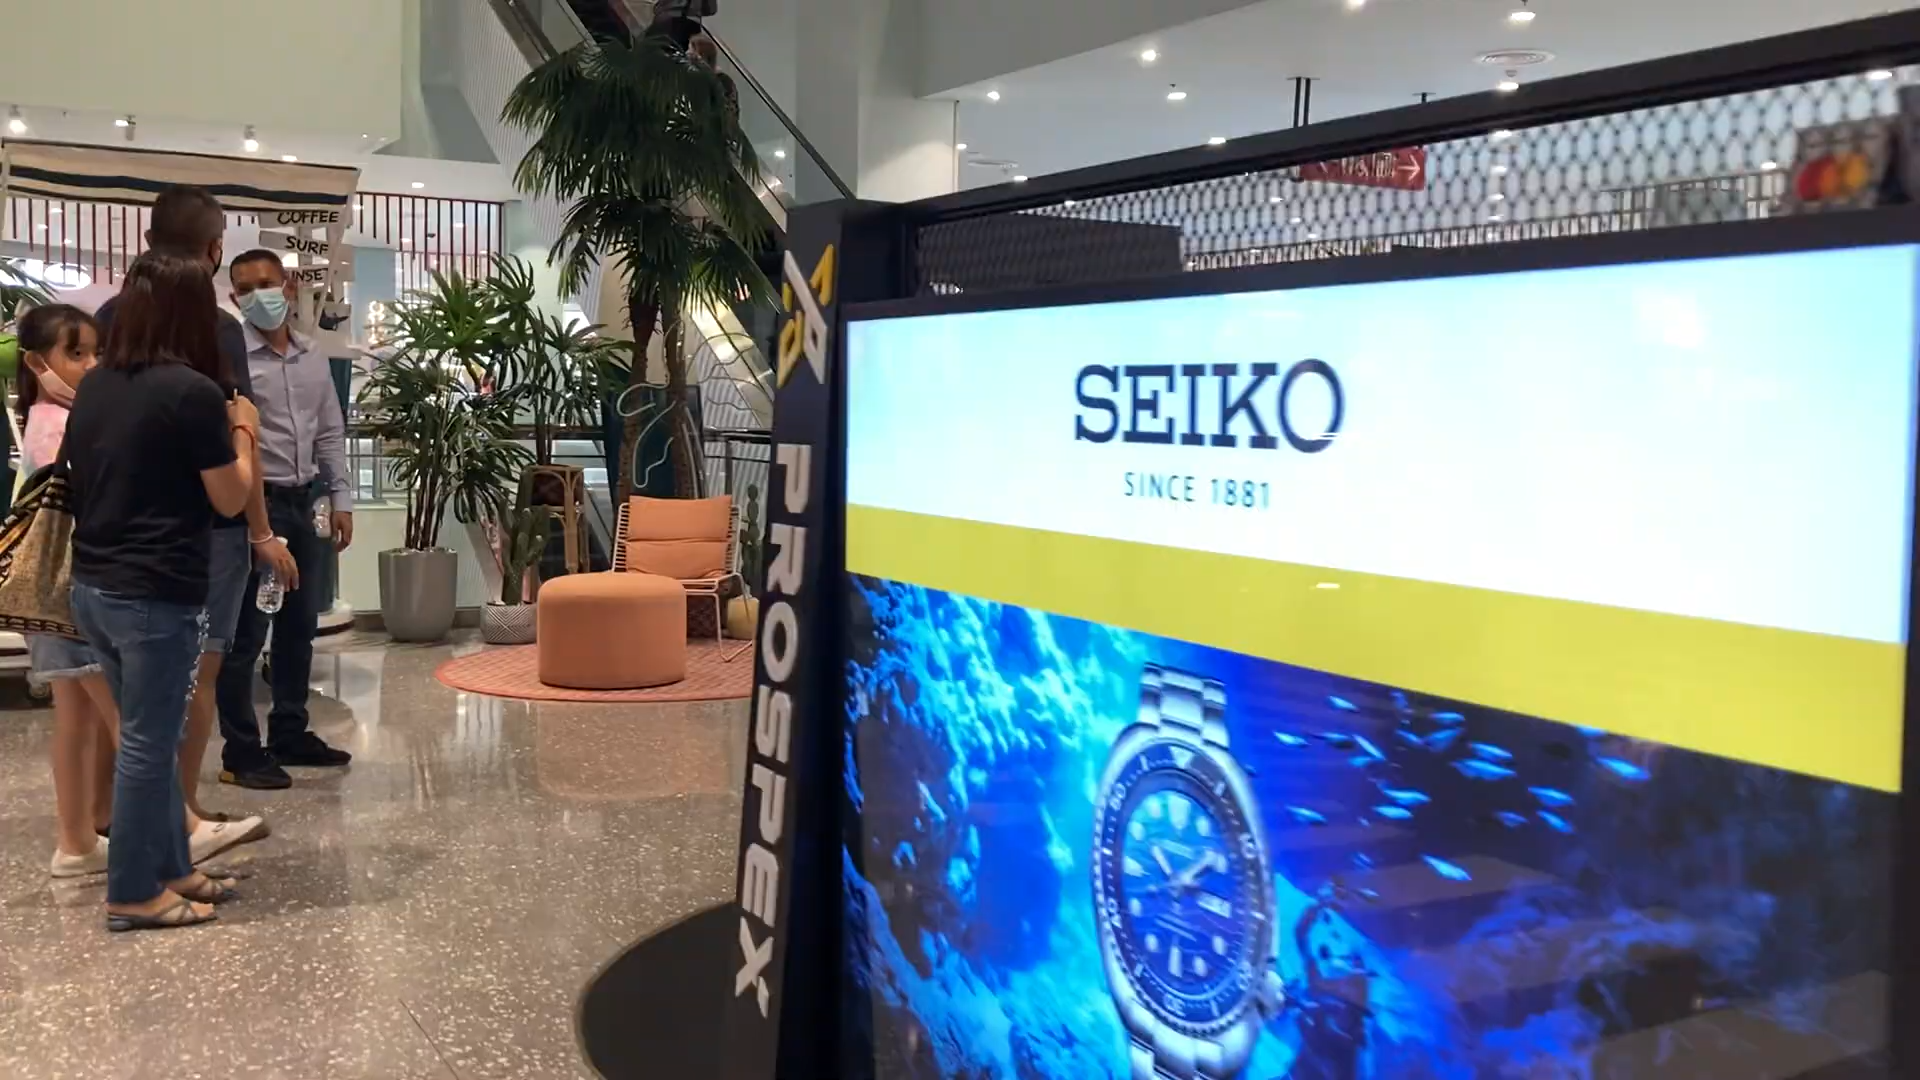 COFFEE
SURF
PROSPEX
SEIKO
SINCE 1881